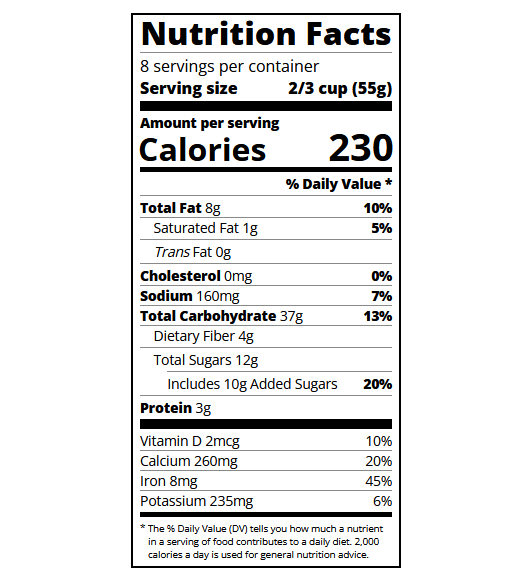 Nutrition Facts
8 servings per container
Serving size 2/3 cup (55g)
Amount per serving
Calories 230
% Daily Value *
Total Fat 8g 10%
Saturated Fat 1g 5%
Trans Fat 0g
Cholesterol 0mg 0%
Sodium 160mg 7%
Total Carbohydrate 37g 13%
Dietary Fiber 4g
Total Sugars 12g
Includes 10g Added Sugars 20%
Protein 3g
Vitamin D 2mcg 10%
Calcium 260mg 20%
Iron 8mg 45%
Potassium 235mg 6%
* The % Daily Value (DV) tells you how much a nutrient
in a serving of food contributes to a daily diet. 2,000
calories a day is used for general nutrition advice.